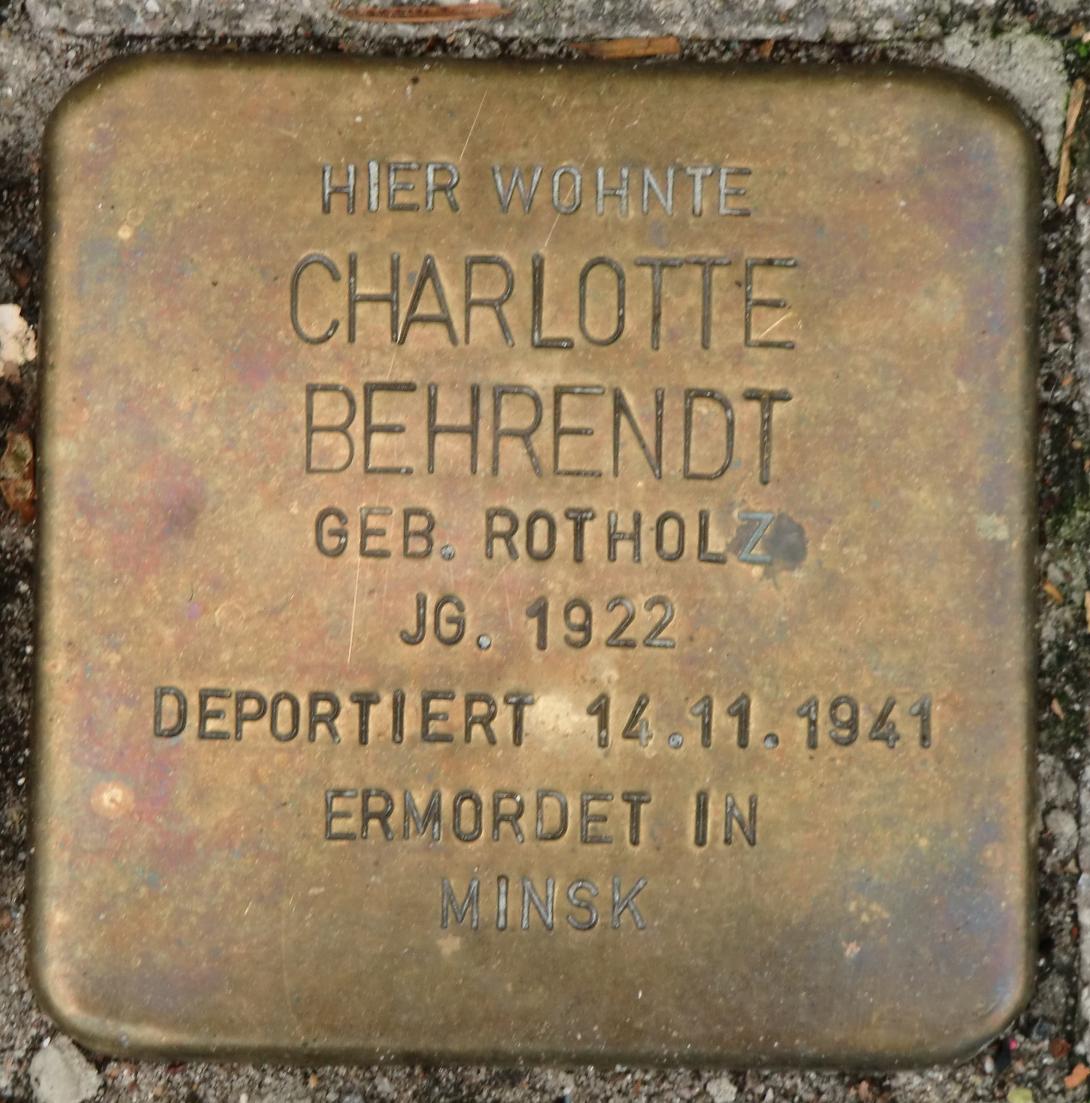 HIER WOHNTE
CHARLOTTE
BEHRENDT
GEB. ROTHOLZ
JG. 1922
DEPORTIERT 14.11.1941
ERMORDET IN
MINSK